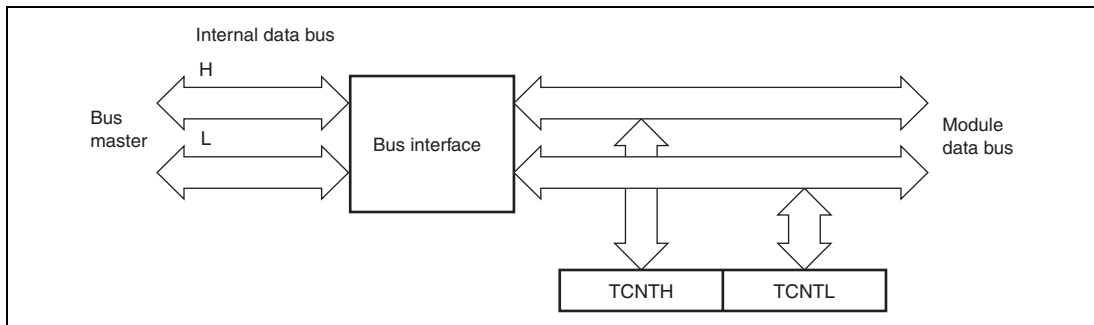 Internal data bus
H
Bus
master
L
Bus interface
Module
data bus
TCNTH
TCNTL